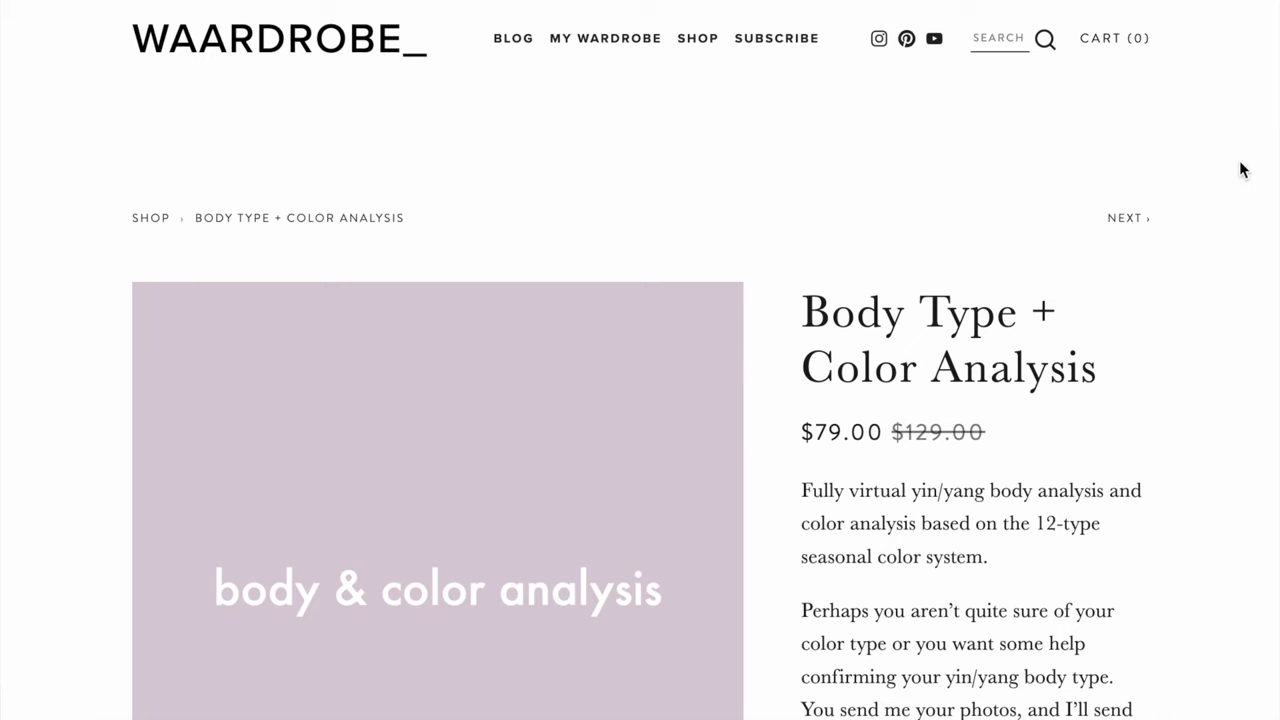 WAARDROBE_
BLOG MY WARDROBE SHOP SUBSCRIBE
SEARCH
CART (0)
SHOP › BODY TYPE + COLOR ANALYSIS
NEXT ›
body & color analysis
Body Type +
Color Analysis
$79.00 $129.00
Fully virtual yin/yang body analysis and
color analysis based on the 12-type
seasonal color system.
Perhaps you aren’t quite sure of your
color type or you want some help
confirming your yin/yang body type.
You send me your photos, and I’ll send